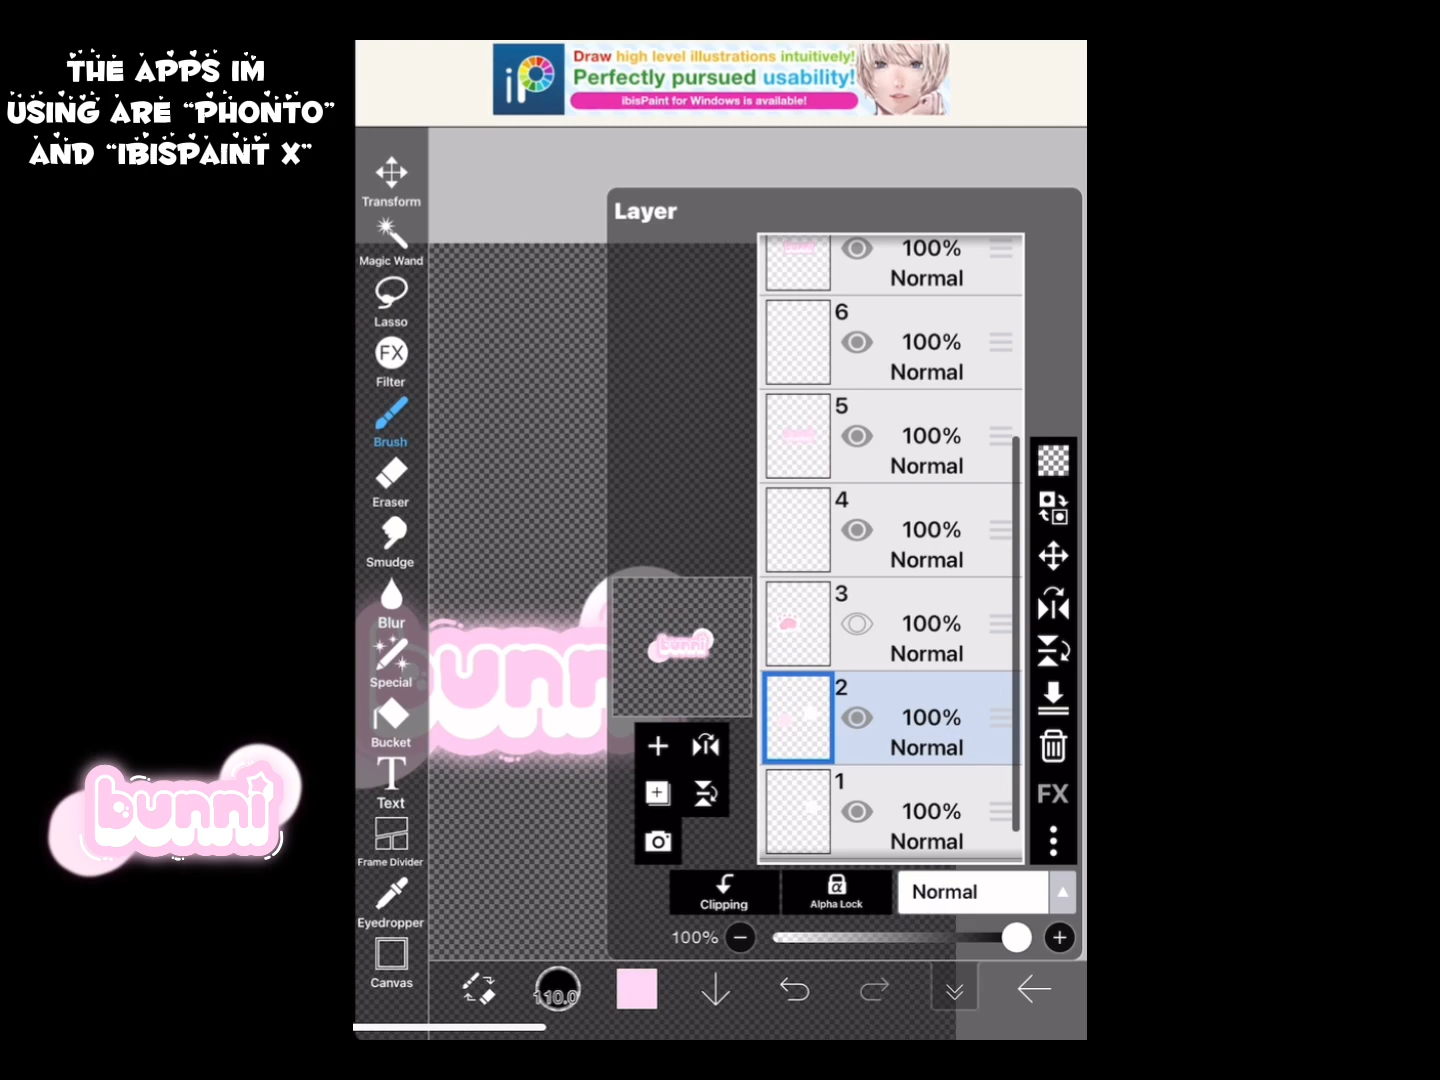 THE APPS IM
USING ARE “PHONTO”
AND “IBISPAINT X”
Draw high level illustrations intuitively!
Perfectly pursued usability!
ibisPaint for Windows is available!
iP
Transform
Magic Wand
Lasso
FX
Filter
Brush
Eraser
Smudge
Blur
Special
Bucket
T
Text
Frame Divider
Eyedropper
Canvas
Layer
100%
Normal
6
100%
Normal
5
100%
Normal
4
100%
Normal
3
100%
Normal
2
100%
Normal
1
100%
Normal
FX
Clipping
α
Alpha Lock
Normal
100%
110.0
bunni
bunni
bunni